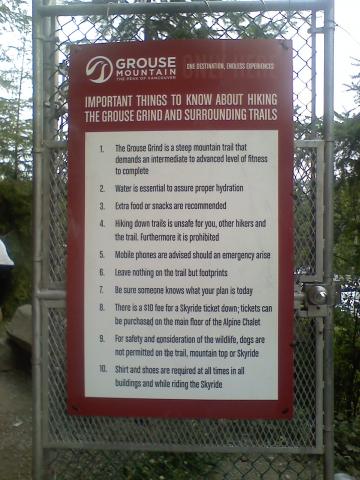 GROUSE
MOUNTAIN
THE PEAK OF VANCOUVER
ONE DESTINATION, ENDLESS EXPERIENCES
IMPORTANT THINGS TO KNOW ABOUT HIKING
THE GROUSE GRIND AND SURROUNDING TRAILS
1. The Grouse Grind is a steep mountain trail that
demands an intermediate to advanced level of fitness
to complete
2. Water is essential to assure proper hydration
3. Extra food or snacks are recommended
4. Hiking down trails is unsafe for you, other hikers and
the trail. Furthermore it is prohibited
5. Mobile phones are advised should an emergency arise
6. Leave nothing on the trail but footprints
7. Be sure someone knows what your plan is today
8. There is a $10 fee for a Skyride ticket down; tickets can
be purchased on the main floor of the Alpine Chalet
9. For safety and consideration of the wildlife, dogs are
not permitted on the trail, mountain top or Skyride
10. Shirt and shoes are required at all times in all
buildings and while riding the Skyride